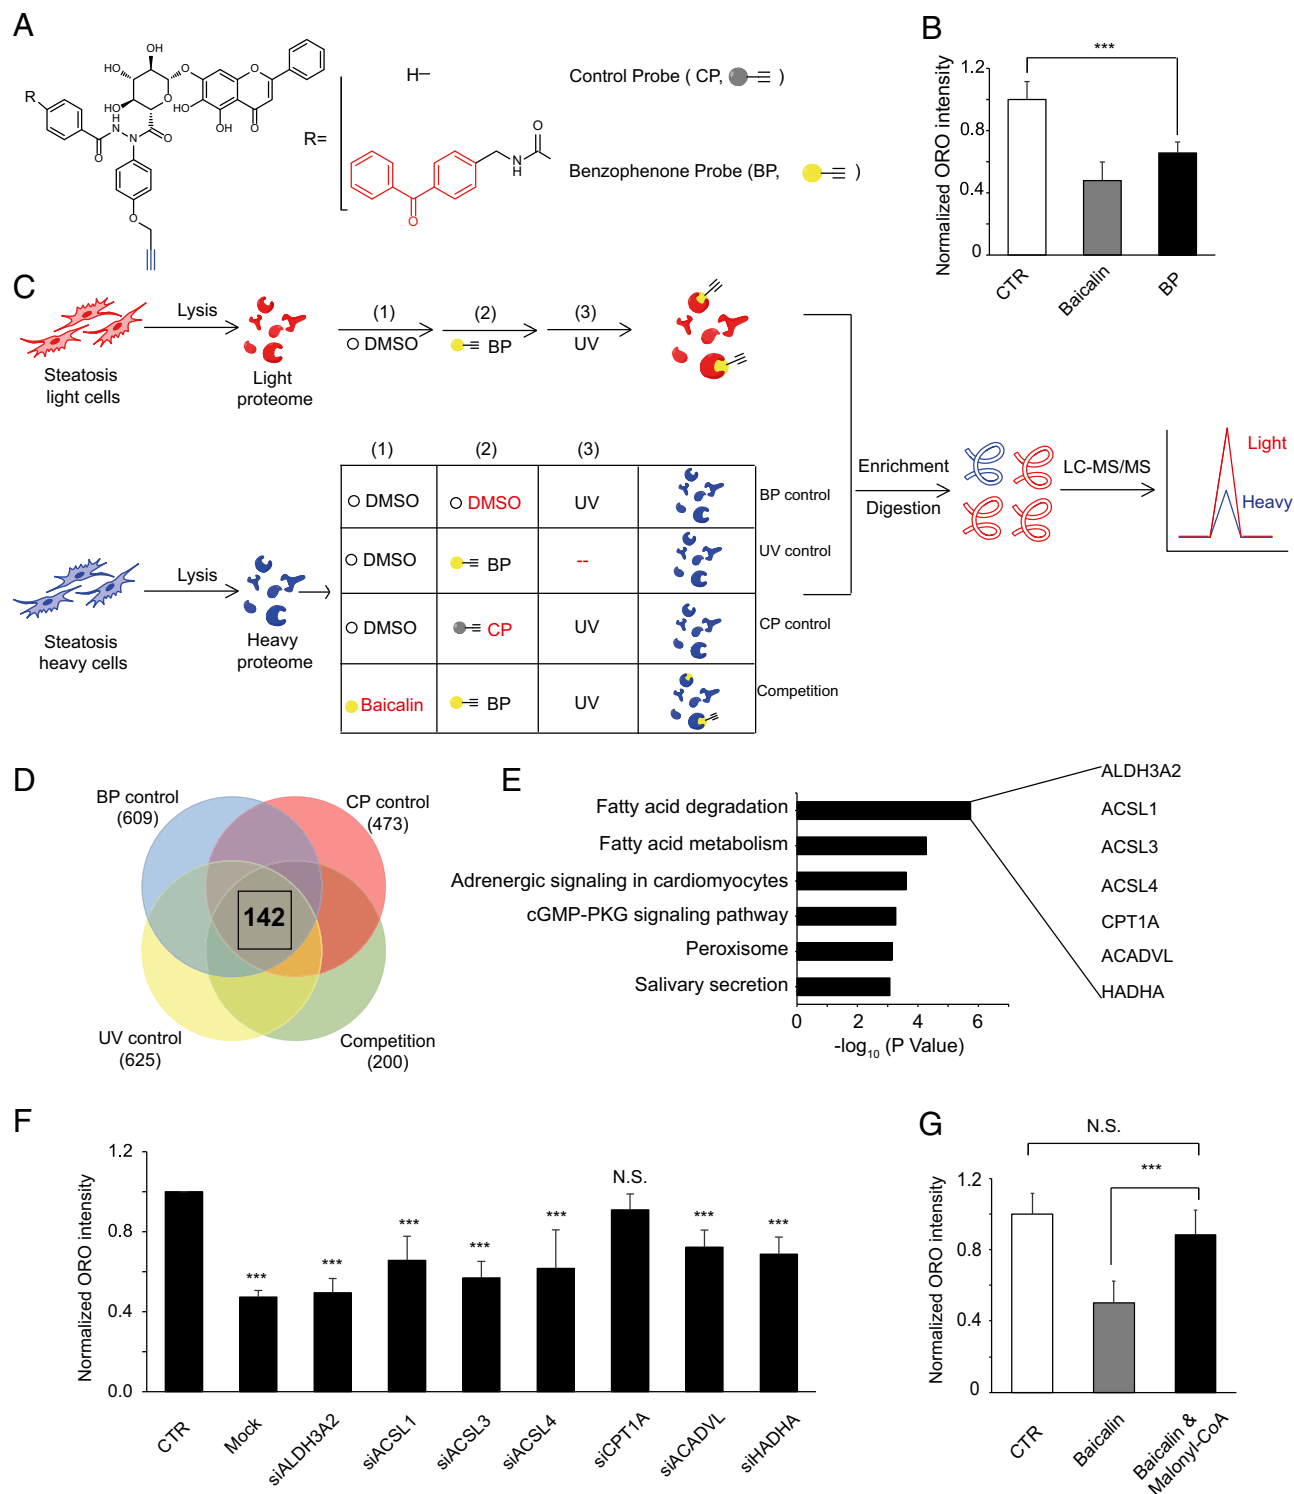 A
OH
HO
HO
O
O
O
HO
OH
O
R
H
N
N
O
O
O
R=
H
O
N
H
O
Control Probe ( CP, )
Benzophenone Probe (BP, )
B
***
Normalized ORO intensity
1.2
0.8
0.4
0
CTR
Baicalin
BP
C
Steatosis
light cells
Lysis
Light
proteome
(1)
DMSO
(2)
BP
(3)
UV
Steatosis
heavy cells
Lysis
Heavy
proteome
(1) (2) (3)
DMSO DMSO UV BP control
DMSO BP -- UV control
DMSO CP UV CP control
Baicalin BP UV Competition
Enrichment
Digestion
LC-MS/MS
Light
Heavy
D
BP control
(609)
CP control
(473)
142
UV control
(625)
Competition
(200)
E
Fatty acid degradation
Fatty acid metabolism
Adrenergic signaling in cardiomyocytes
cGMP-PKG signaling pathway
Peroxisome
Salivary secretion
0 2 4 6
-log10 (P Value)
ALDH3A2
ACSL1
ACSL3
ACSL4
CPT1A
ACADVL
HADHA
F
Normalized ORO intensity
1.2
0.8
0.4
0.0
*** *** *** *** *** N.S. *** ***
CTR
Mock
siALDH3A2
siACSL1
siACSL3
siACSL4
siCPT1A
siACADVL
siHADHA
G
N.S.
***
Normalized ORO intensity
1.2
0.8
0.4
0
CTR
Baicalin
Baicalin &
Malonyl-CoA